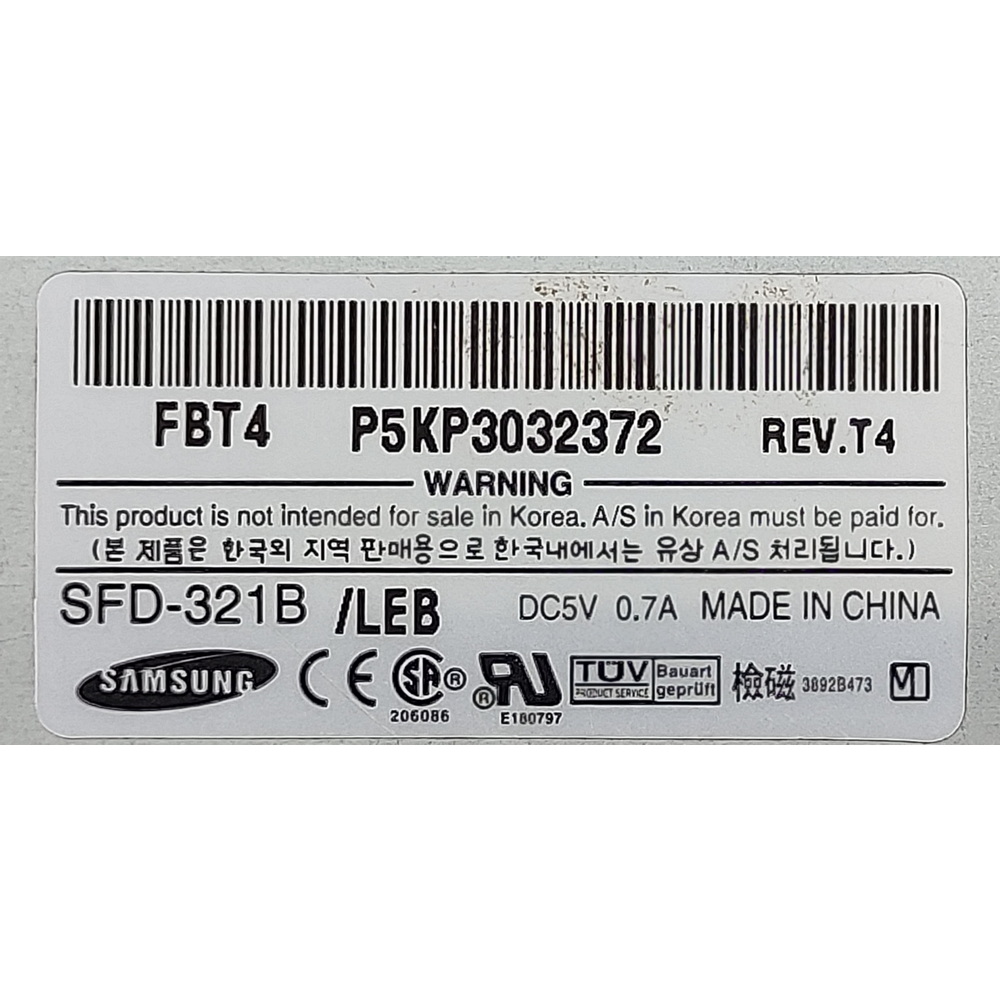 FBT4 P5KP3032372 REV.T4
WARNING
This product is not intended for sale in Korea. A/S in Korea must be paid for.
(본 제품은 한국외 지역 판매용으로 한국내에서는 유상 A/S 처리됩니다.)
SFD-321B /LEB DC5V 0.7A MADE IN CHINA
SAMSUNG CE SA ® ® RU TÜV Bauart 檢磁 3892B473 M
PRODUCT SERVICE geprüft
206086 E180797